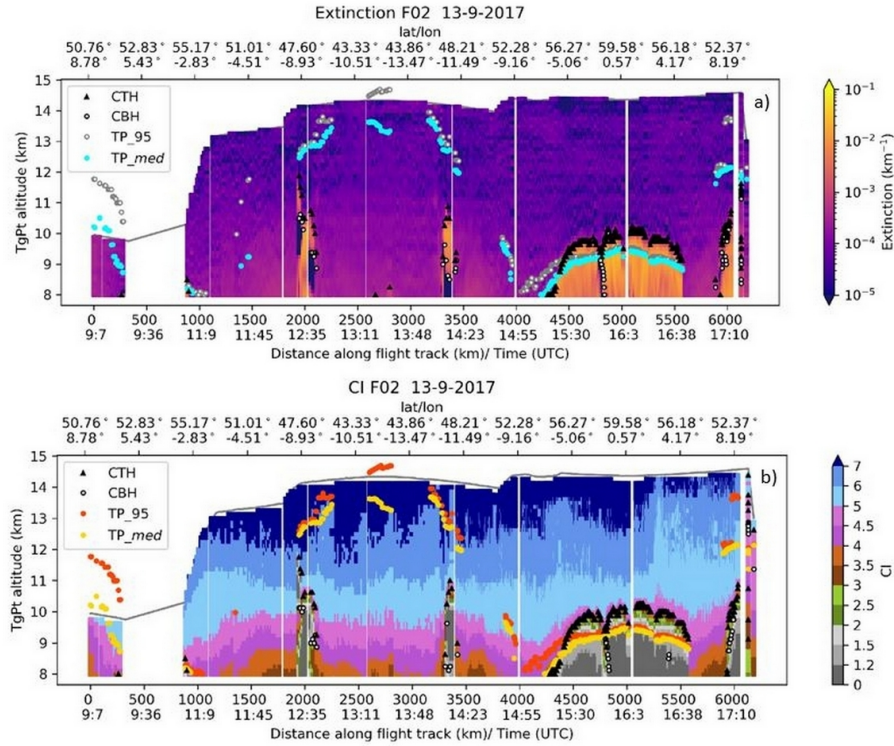 Extinction F02 13-9-2017
lat/lon
50.76° 52.83° 55.17° 51.01° 47.60° 43.33° 43.86° 48.21° 52.28° 56.27° 59.58° 56.18° 52.37°
8.78° 5.43° -2.83° -4.51° -8.93° -10.51° -13.47° -11.49° -9.16° -5.06° 0.57° 4.17° 8.19°
a)
CTH
CBH
TP_95
TP_med
TgPt altitude (km)
15
14
13
12
11
10
9
8
0 500 1000 1500 2000 2500 3000 3500 4000 4500 5000 5500 6000
9:7 9:36 11:9 11:45 12:35 13:11 13:48 14:23 14:55 15:30 16:3 16:38 17:10
Distance along flight track (km)/ Time (UTC)
10⁻¹
10⁻²
10⁻³
10⁻⁴
10⁻⁵
Extinction (km⁻¹)
CI F02 13-9-2017
lat/lon
50.76° 52.83° 55.17° 51.01° 47.60° 43.33° 43.86° 48.21° 52.28° 56.27° 59.58° 56.18° 52.37°
8.78° 5.43° -2.83° -4.51° -8.93° -10.51° -13.47° -11.49° -9.16° -5.06° 0.57° 4.17° 8.19°
b)
CTH
CBH
TP_95
TP_med
TgPt altitude (km)
15
14
13
12
11
10
9
8
0 500 1000 1500 2000 2500 3000 3500 4000 4500 5000 5500 6000
9:7 9:36 11:9 11:45 12:35 13:11 13:48 14:23 14:55 15:30 16:3 16:38 17:10
Distance along flight track (km)/ Time (UTC)
7
6
5
4.5
4
3.5
3
2.5
2
1.5
1.2
0
CI